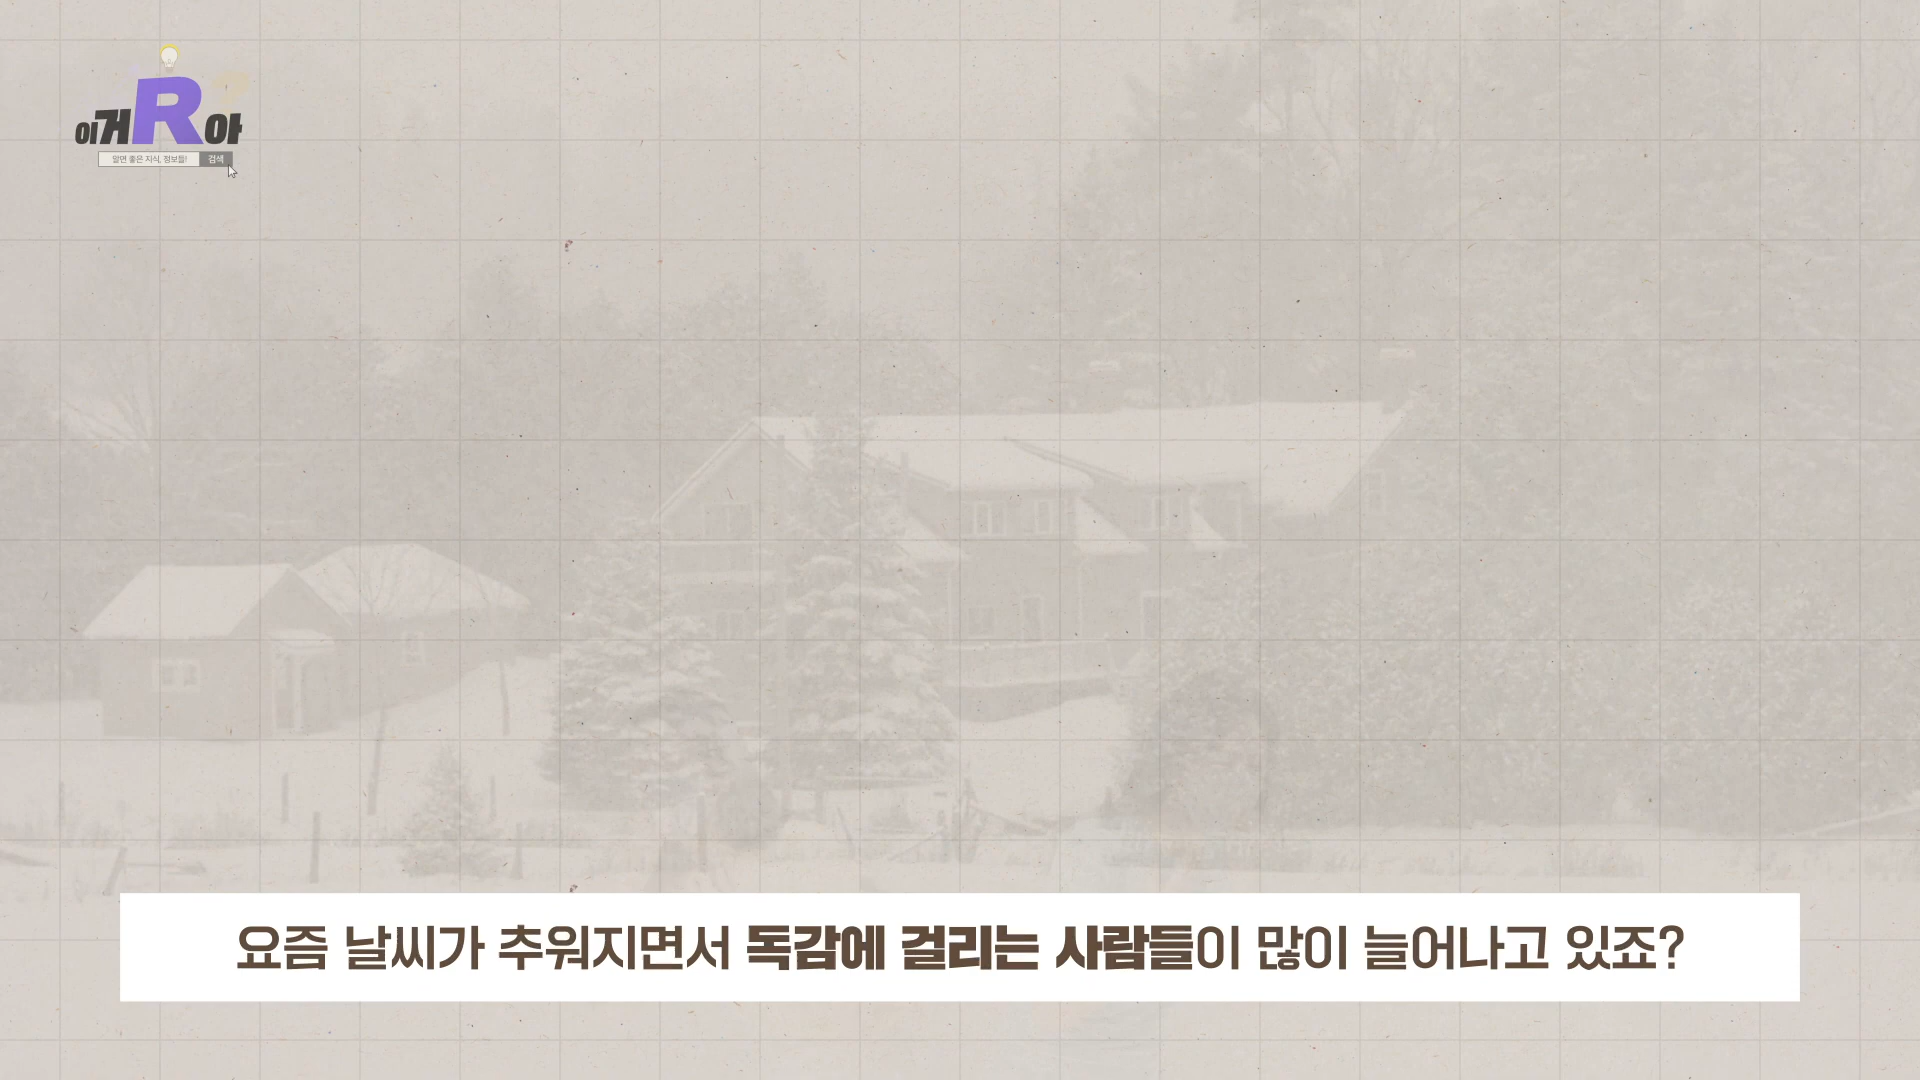 이거R아
알면 좋은 지식, 정보들! 검색
요즘 날씨가 추워지면서 독감에 걸리는 사람들이 많이 늘어나고 있죠?